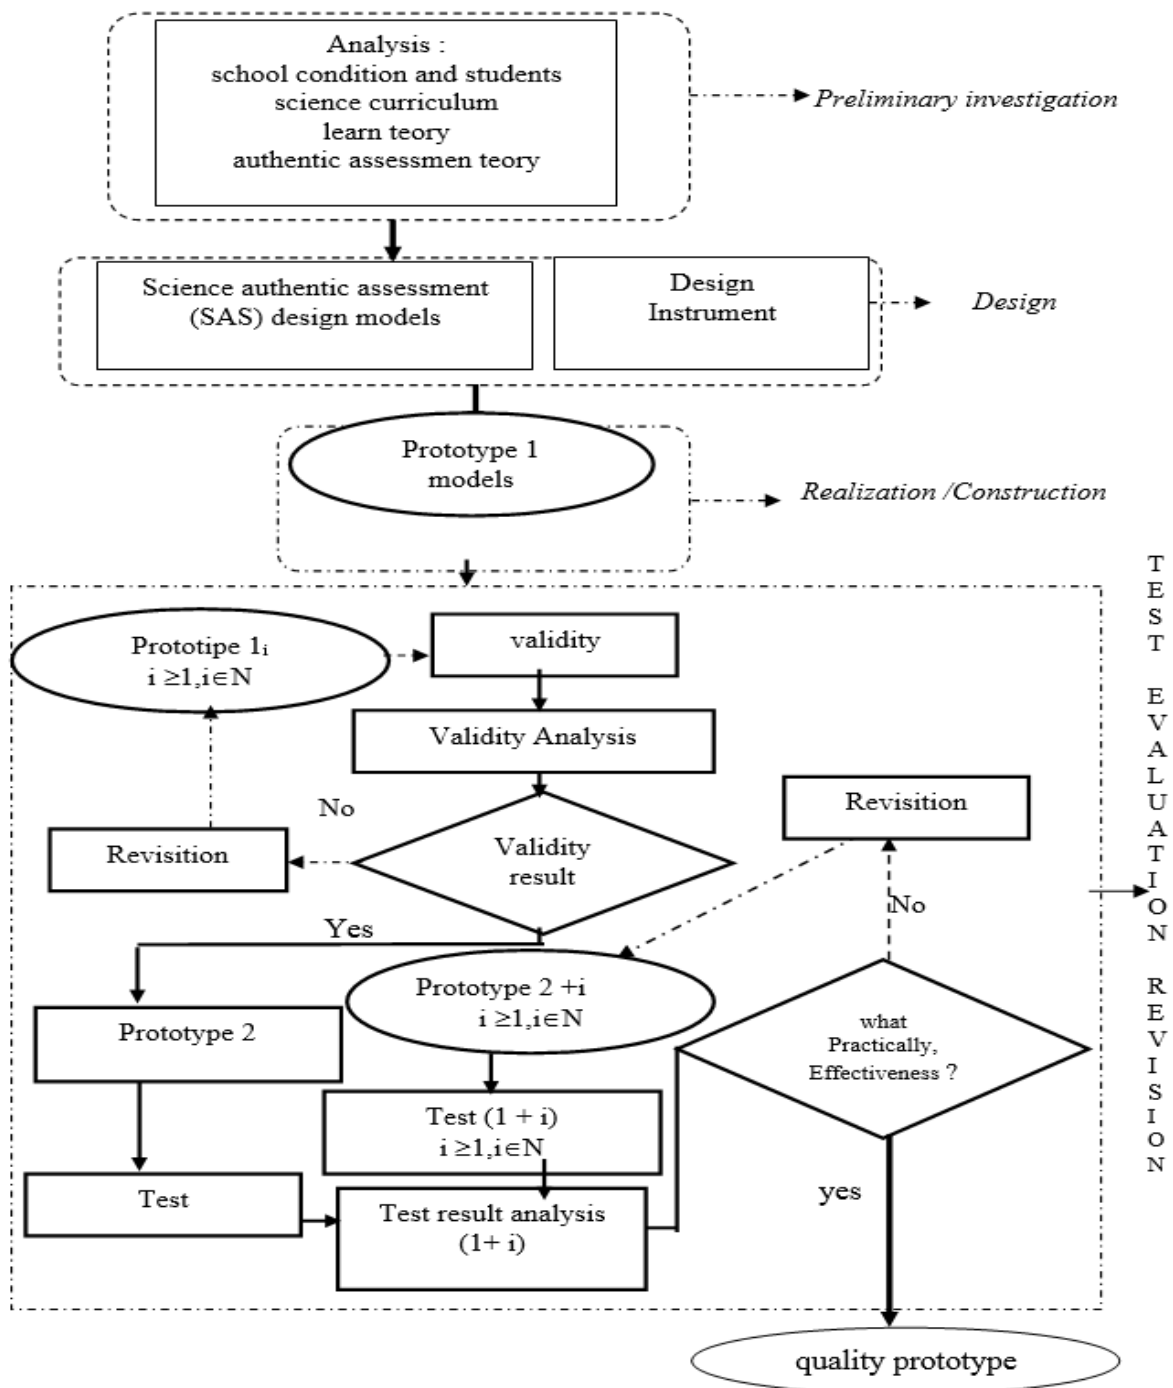 Analysis :
school condition and students
science curriculum
learn teory
authentic assessmen teory
Preliminary investigation
Science authentic assessment
(SAS) design models
Design
Instrument
Design
Prototype 1
models
Realization /Construction
TEST EVALUATION REVISION
Prototipe 1i
i ≥1,i∈N
validity
Validity Analysis
No
Revisition
Validity
result
Revisition
No
Yes
Prototype 2
Prototype 2 +i
i ≥1,i∈N
what
Practically,
Effectiveness ?
Test (1 + i)
i ≥1,i∈N
Test
Test result analysis
(1+ i)
yes
quality prototype